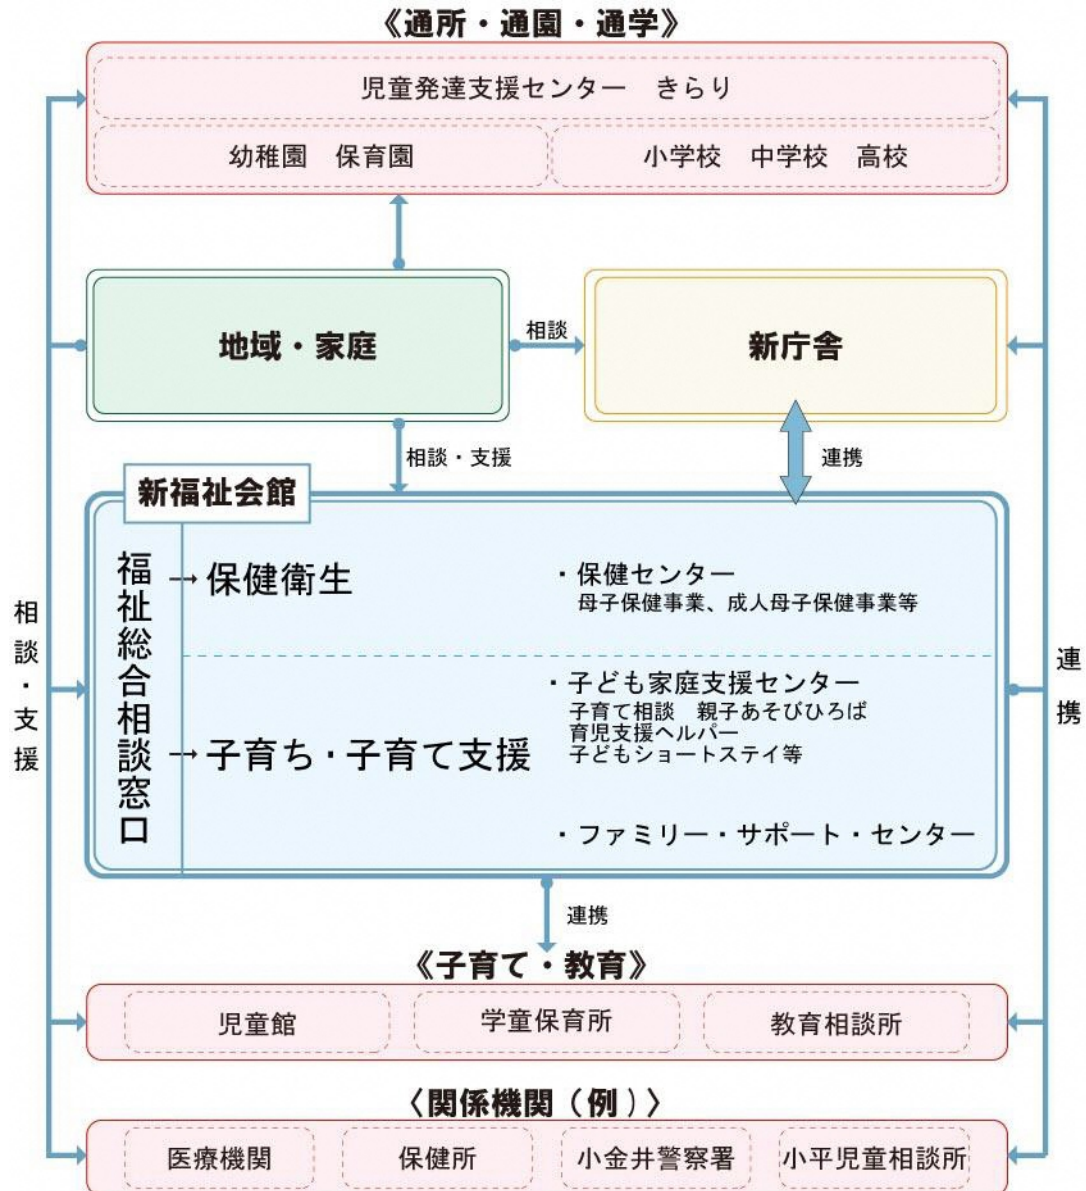 《通所・通園・通学》
児童発達支援センター　きらり
幼稚園　保育園
小学校　中学校　高校
地域・家庭
相談
新庁舎
相談・支援
連携
新福祉会館
福祉総合相談窓口
→保健衛生
・保健センター
母子保健事業、成人母子保健事業等
→子育ち・子育て支援
・子ども家庭支援センター
子育て相談　親子あそびひろば
育児支援ヘルパー
子どもショートステイ等
・ファミリー・サポート・センター
相談・支援
連携
連携
《子育て・教育》
児童館
学童保育所
教育相談所
〈関係機関（例）〉
医療機関
保健所
小金井警察署
小平児童相談所